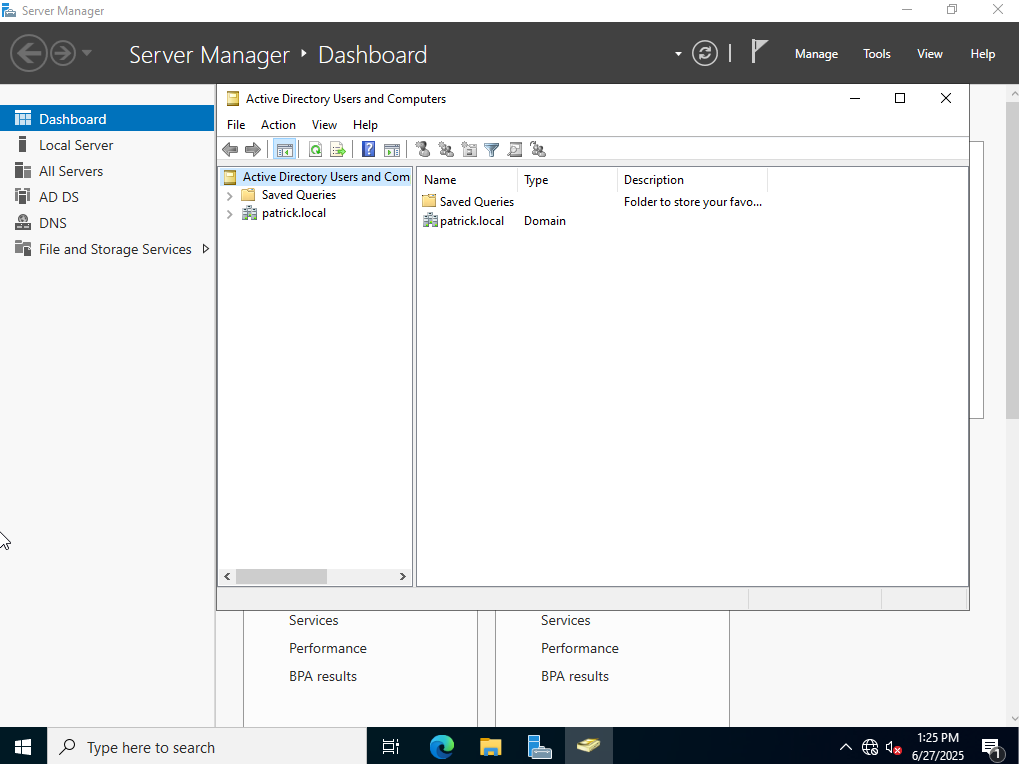 Server Manager
Server Manager ‣ Dashboard
Manage Tools View Help
Dashboard
Local Server
All Servers
AD DS
DNS
File and Storage Services
Active Directory Users and Computers
File Action View Help
Active Directory Users and Com
Saved Queries
patrick.local
Name Type Description
Saved Queries Folder to store your favo...
patrick.local Domain
Services
Performance
BPA results
Services
Performance
BPA results
Type here to search
1:25 PM
6/27/2025
1